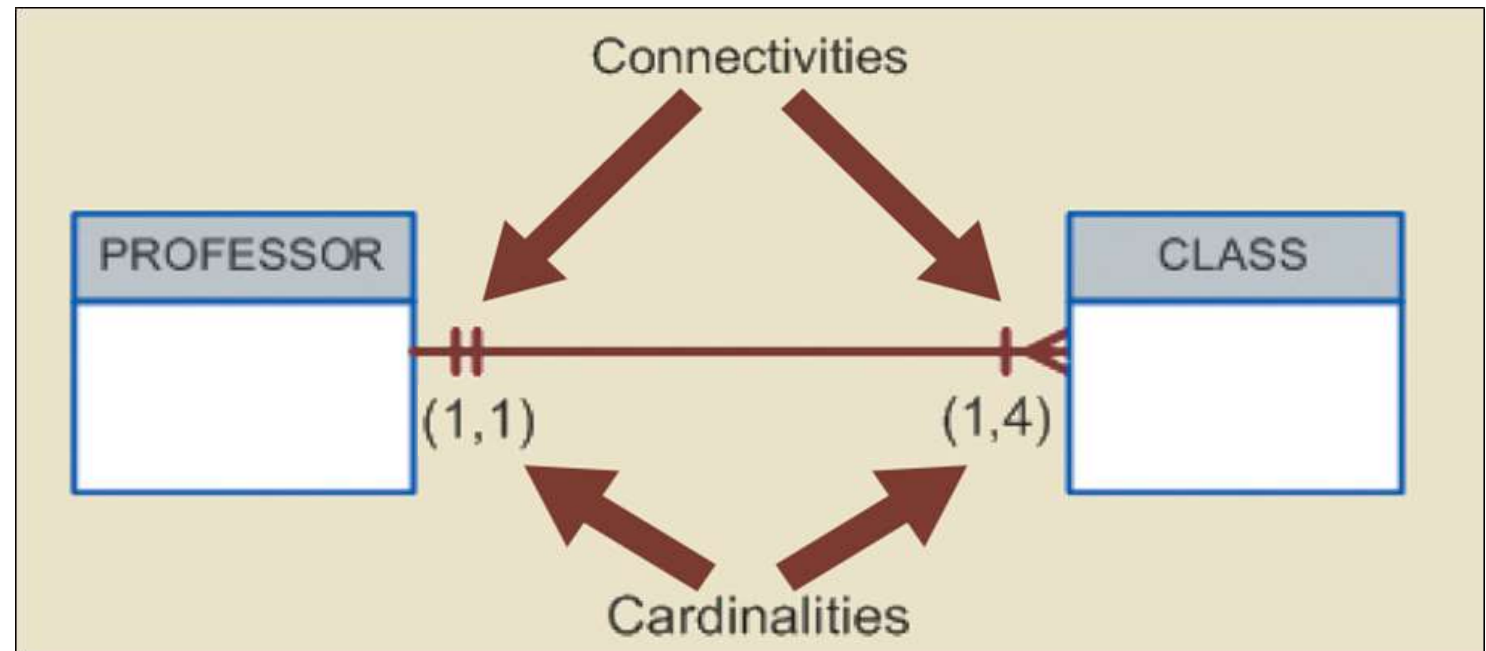 Connectivities
PROFESSOR
CLASS
(1,1)
(1,4)
Cardinalities